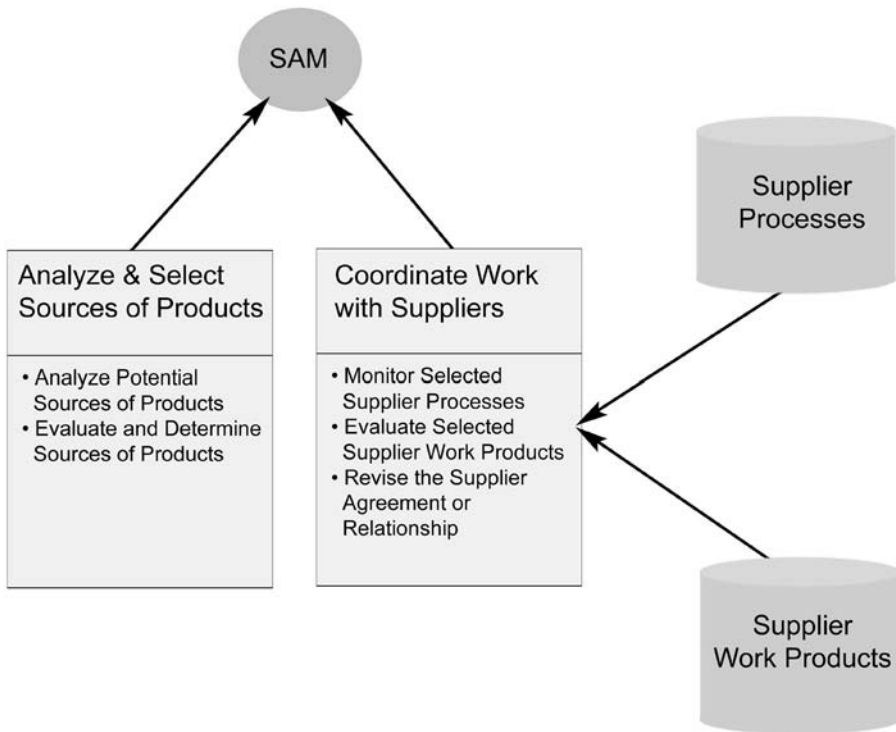 SAM
Supplier
Processes
Analyze & Select
Sources of Products
Coordinate Work
with Suppliers
• Analyze Potential
Sources of Products
• Evaluate and Determine
Sources of Products
• Monitor Selected
Supplier Processes
• Evaluate Selected
Supplier Work Products
• Revise the Supplier
Agreement or
Relationship
Supplier
Work Products